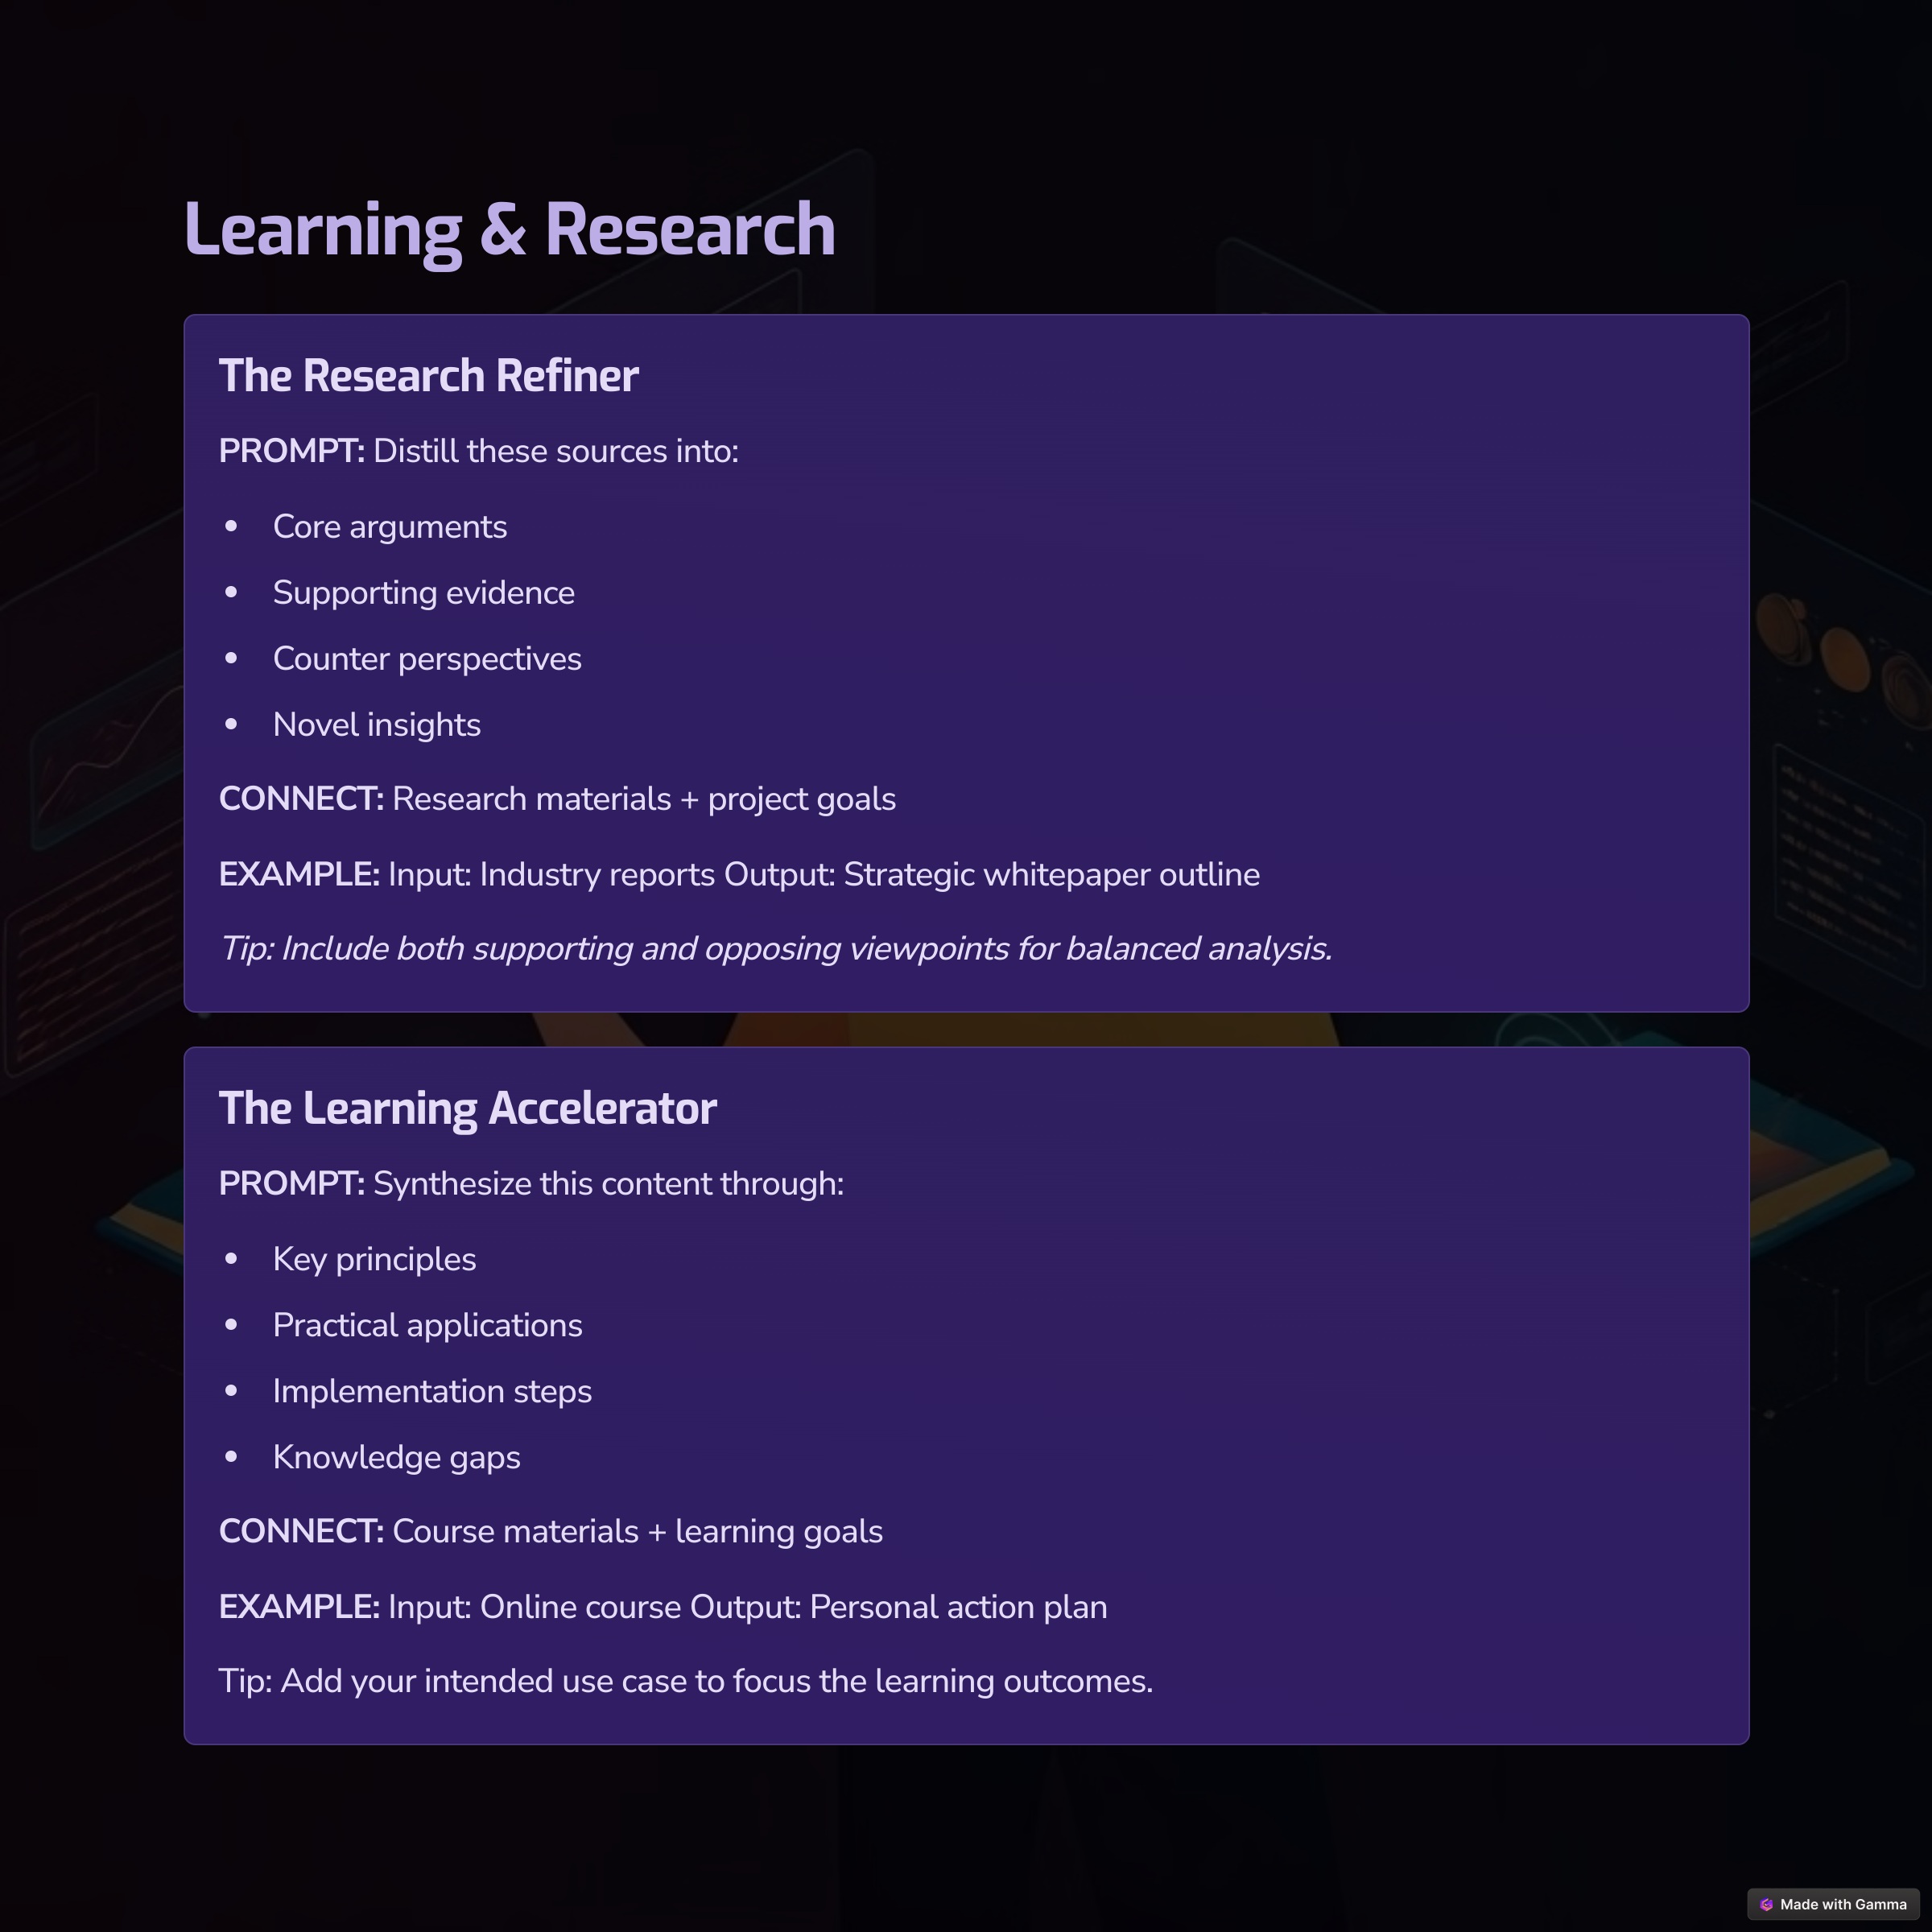 Learning & Research
The Research Refiner
PROMPT: Distill these sources into:
• Core arguments
• Supporting evidence
• Counter perspectives
• Novel insights
CONNECT: Research materials + project goals
EXAMPLE: Input: Industry reports Output: Strategic whitepaper outline
Tip: Include both supporting and opposing viewpoints for balanced analysis.
The Learning Accelerator
PROMPT: Synthesize this content through:
• Key principles
• Practical applications
• Implementation steps
• Knowledge gaps
CONNECT: Course materials + learning goals
EXAMPLE: Input: Online course Output: Personal action plan
Tip: Add your intended use case to focus the learning outcomes.
Made with Gamma